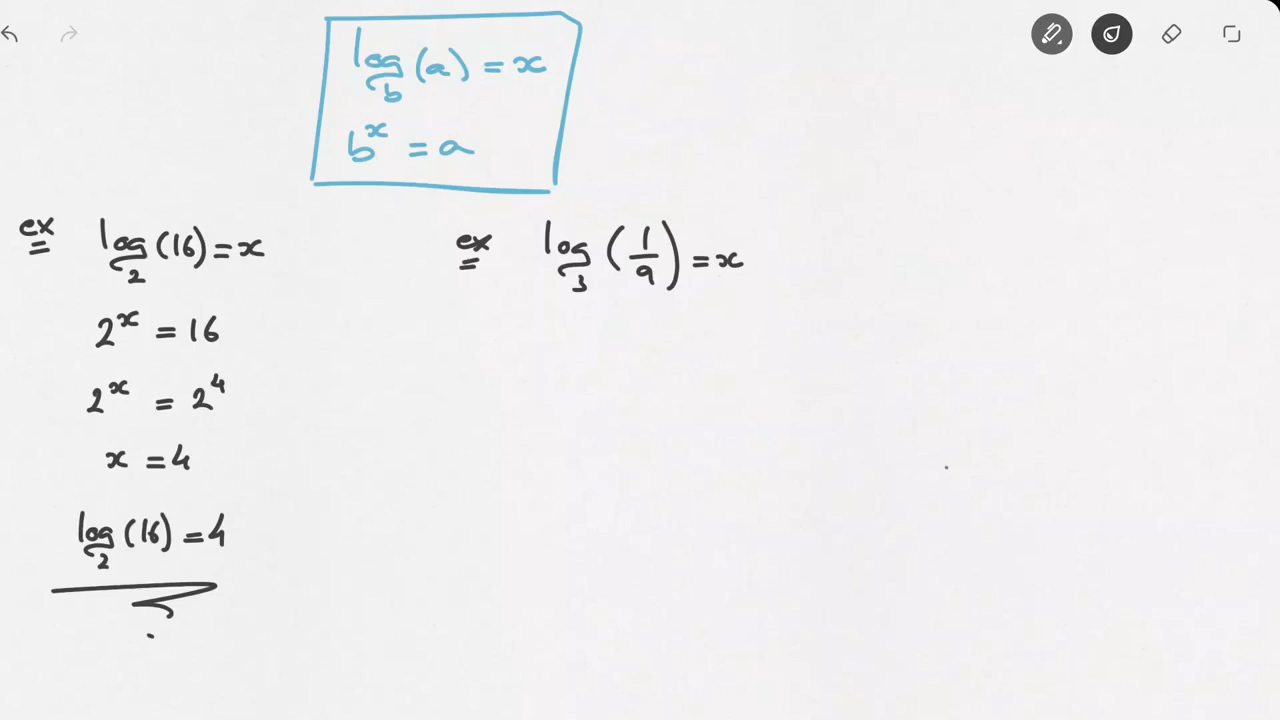 log_b (a) = x
b^x = a
ex log_2 (16) = x
2^x = 16
2^x = 2^4
x = 4
log_2 (16) = 4
ex log_3 (1/9) = x